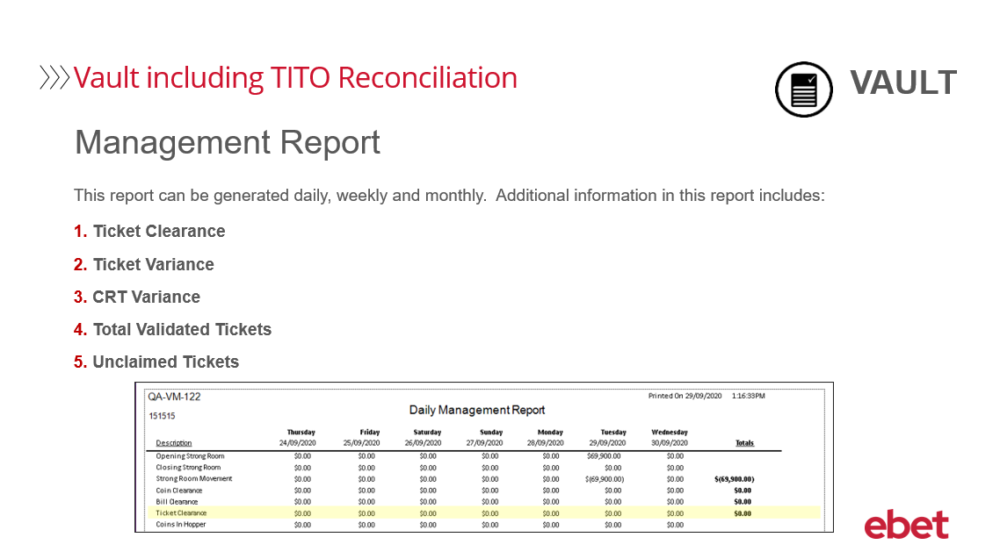 Vault including TITO Reconciliation
VAULT
Management Report
This report can be generated daily, weekly and monthly. Additional information in this report includes:
1. Ticket Clearance
2. Ticket Variance
3. CRT Variance
4. Total Validated Tickets
5. Unclaimed Tickets
QA-VM-122 Printed On 29/09/2020 1:16:33PM
151515 Daily Management Report
Thursday Friday Saturday Sunday Monday Tuesday Wednesday
Description 24/09/2020 25/09/2020 26/09/2020 27/09/2020 28/09/2020 29/09/2020 30/09/2020 Totals
Opening Strong Room $0.00 $0.00 $0.00 $0.00 $0.00 $69,900.00 $0.00
Closing Strong Room $0.00 $0.00 $0.00 $0.00 $0.00 $0.00 $0.00
Strong Room Movement $0.00 $0.00 $0.00 $0.00 $0.00 $(69,900.00) $0.00 $(69,900.00)
Coin Clearance $0.00 $0.00 $0.00 $0.00 $0.00 $0.00 $0.00 $0.00
Bill Clearance $0.00 $0.00 $0.00 $0.00 $0.00 $0.00 $0.00 $0.00
Ticket Clearance $0.00 $0.00 $0.00 $0.00 $0.00 $0.00 $0.00 $0.00
Coins In Hopper $0.00 $0.00 $0.00 $0.00 $0.00 $0.00 $0.00
ebet